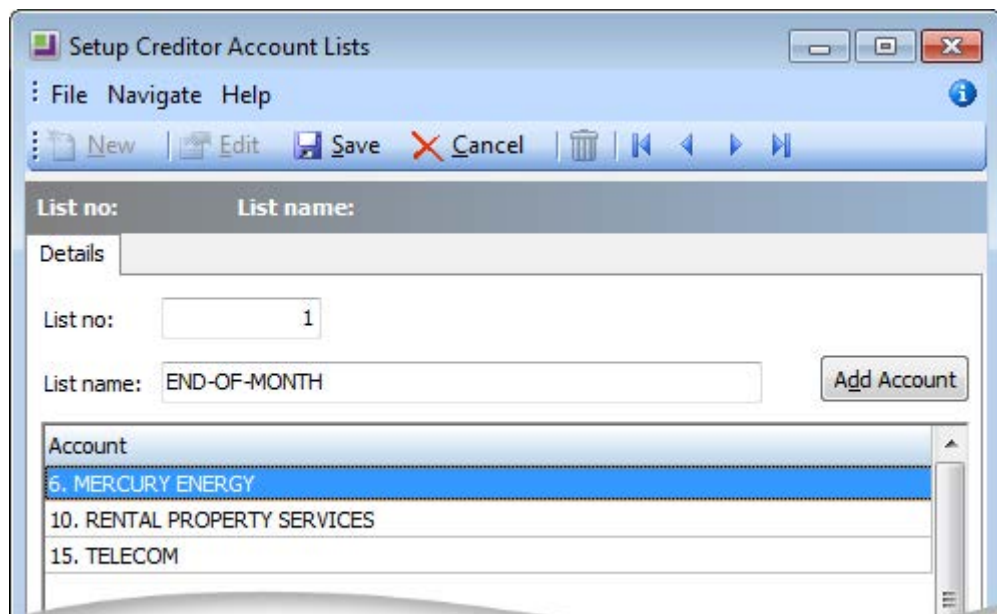 Setup Creditor Account Lists
File Navigate Help
New Edit Save Cancel
List no: List name:
Details
List no: 1
List name: END-OF-MONTH Add Account
Account
6. MERCURY ENERGY
10. RENTAL PROPERTY SERVICES
15. TELECOM